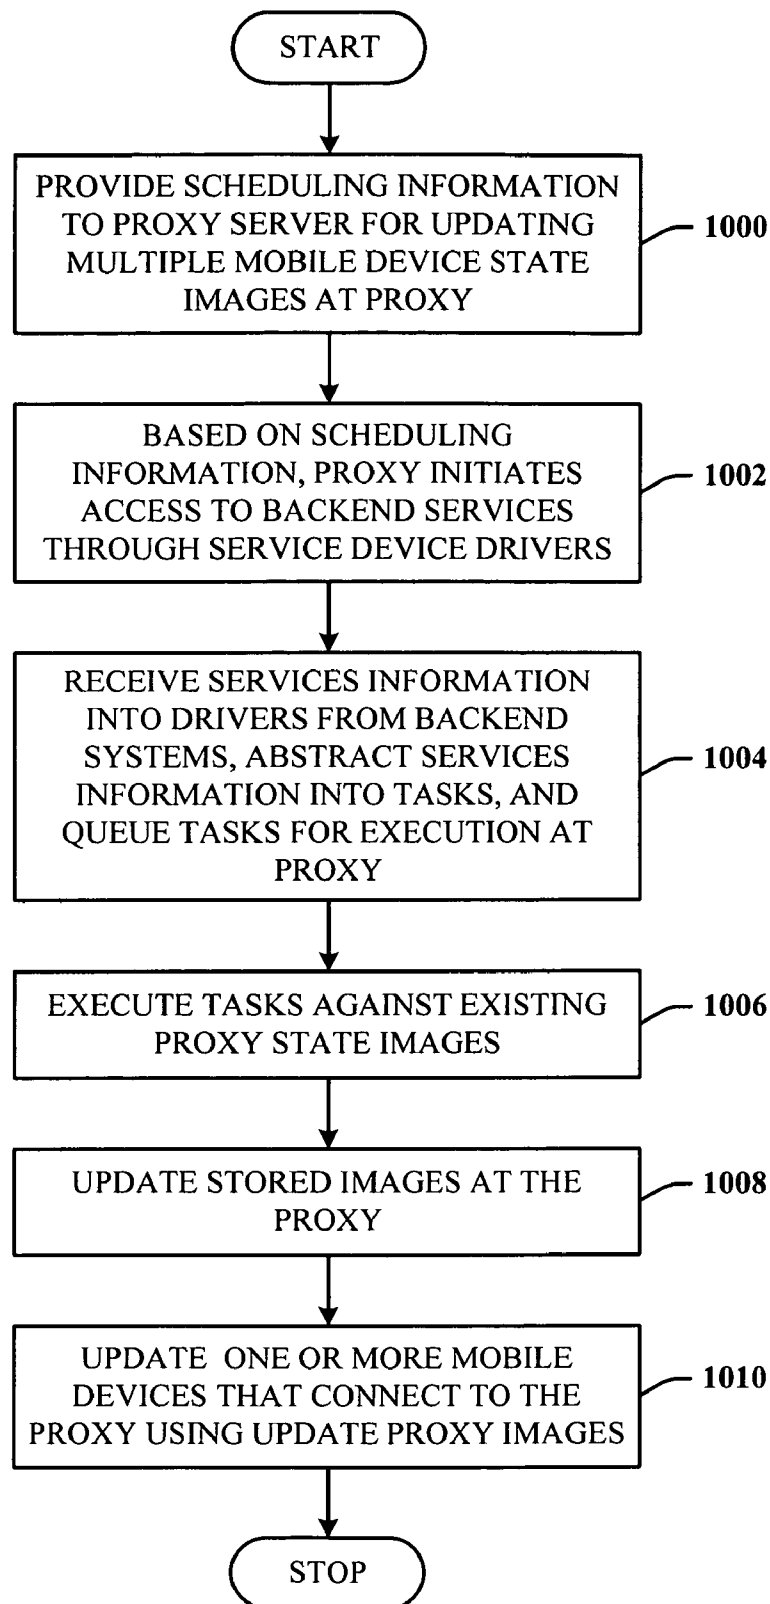 START
PROVIDE SCHEDULING INFORMATION
TO PROXY SERVER FOR UPDATING
MULTIPLE MOBILE DEVICE STATE
IMAGES AT PROXY
1000
BASED ON SCHEDULING
INFORMATION, PROXY INITIATES
ACCESS TO BACKEND SERVICES
THROUGH SERVICE DEVICE DRIVERS
1002
RECEIVE SERVICES INFORMATION
INTO DRIVERS FROM BACKEND
SYSTEMS, ABSTRACT SERVICES
INFORMATION INTO TASKS, AND
QUEUE TASKS FOR EXECUTION AT
PROXY
1004
EXECUTE TASKS AGAINST EXISTING
PROXY STATE IMAGES
1006
UPDATE STORED IMAGES AT THE
PROXY
1008
UPDATE ONE OR MORE MOBILE
DEVICES THAT CONNECT TO THE
PROXY USING UPDATE PROXY IMAGES
1010
STOP